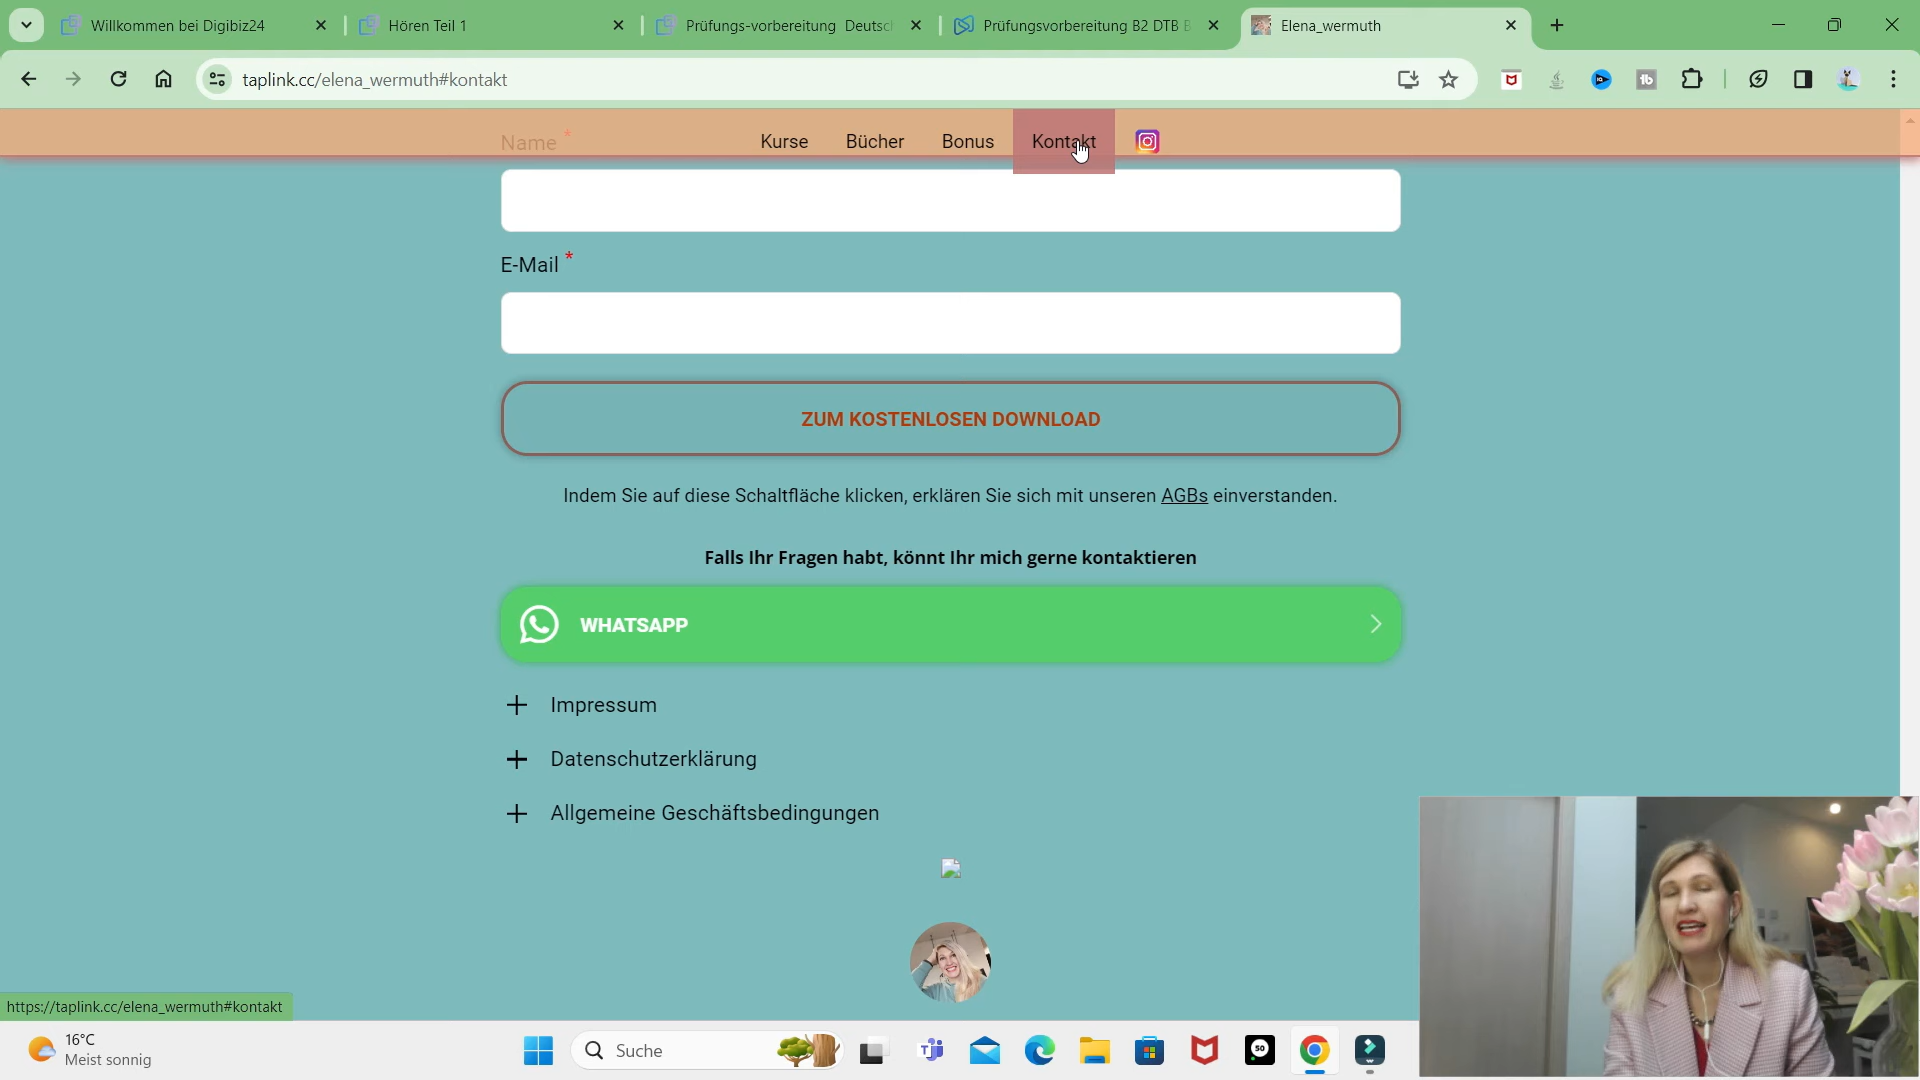 Willkommen bei Digibiz24
Hören Teil 1
Prüfungs-vorbereitung Deutsc
Prüfungsvorbereitung B2 DTB B
Elena_wermuth
taplink.cc/elena_wermuth#kontakt
Name *
Kurse
Bücher
Bonus
Kontakt
E-Mail *
ZUM KOSTENLOSEN DOWNLOAD
Indem Sie auf diese Schaltfläche klicken, erklären Sie sich mit unseren AGBs einverstanden.
Falls Ihr Fragen habt, könnt Ihr mich gerne kontaktieren
WHATSAPP
Impressum
Datenschutzerklärung
Allgemeine Geschäftsbedingungen
https://taplink.cc/elena_wermuth#kontakt
16°C
Meist sonnig
Suche